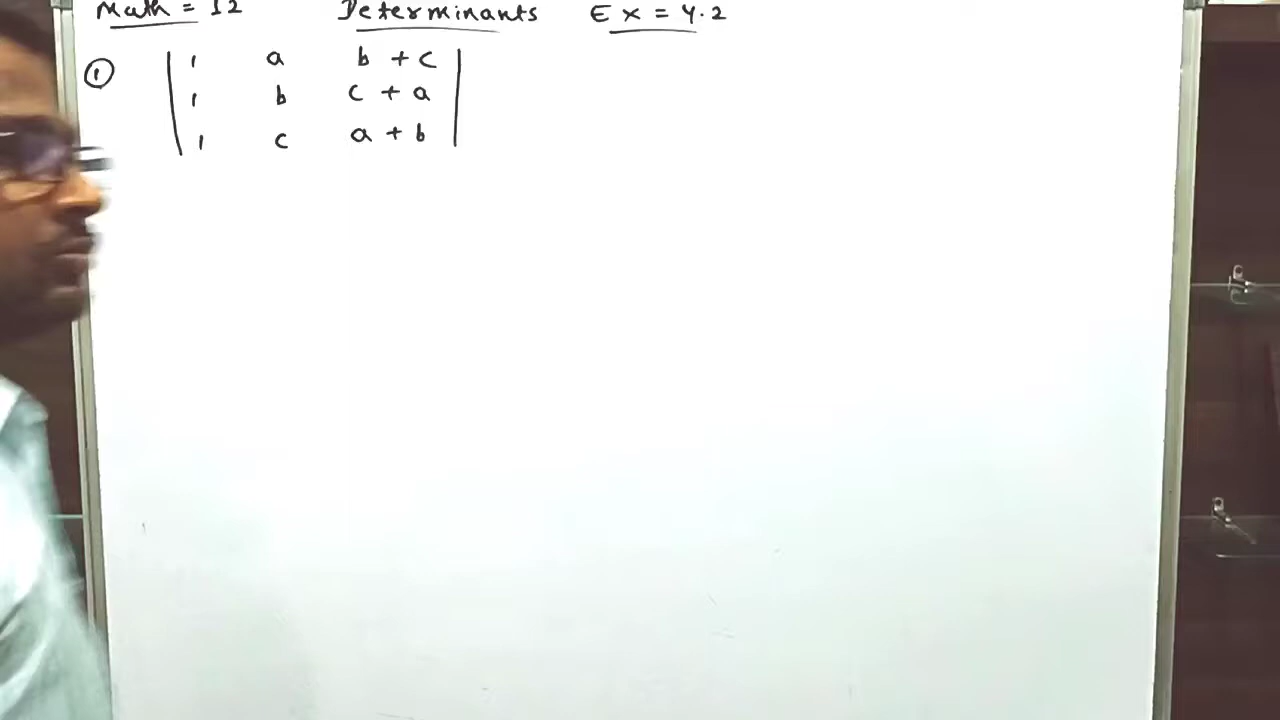 Math = 12 Determinants Ex = 4.2
① | 1 a b + c |
| 1 b c + a |
| 1 c a + b |